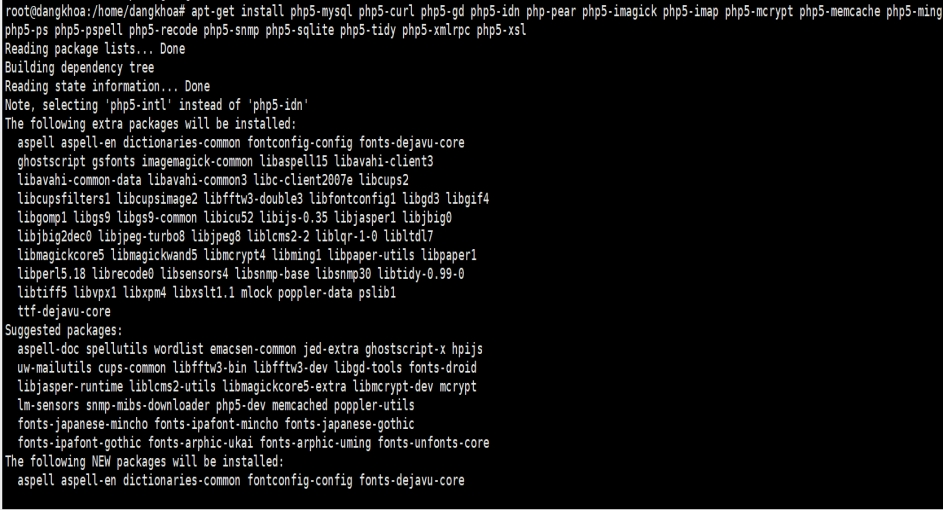 root@dangkhoa:/home/dangkhoa# apt-get install php5-mysql php5-curl php5-gd php5-idn php-pear php5-imagick php5-imap php5-mcrypt php5-memcache php5-ming
php5-ps php5-pspell php5-recode php5-snmp php5-sqlite php5-tidy php5-xmlrpc php5-xsl
Reading package lists... Done
Building dependency tree
Reading state information... Done
Note, selecting 'php5-intl' instead of 'php5-idn'
The following extra packages will be installed:
aspell aspell-en dictionaries-common fontconfig-config fonts-dejavu-core
ghostscript gsfonts imagemagick-common libaspell15 libavahi-client3
libavahi-common-data libavahi-common3 libc-client2007e libcups2
libcupsfilters1 libcupsimage2 libfftw3-double3 libfontconfig1 libgd3 libgif4
libgomp1 libgs9 libgs9-common libicu52 libijs-0.35 libjasper1 libjbig0
libjbig2dec0 libjpeg-turbo8 libjpeg8 liblcms2-2 liblqr-1-0 libltdl7
libmagickcore5 libmagickwand5 libmcrypt4 libming1 libpaper-utils libpaper1
libperl5.18 librecode0 libsensors4 libsnmp-base libsnmp30 libtidy-0.99-0
libtiff5 libvpx1 libxpm4 libxslt1.1 mlock poppler-data pslib1
ttf-dejavu-core
Suggested packages:
aspell-doc spellutils wordlist emacsen-common jed-extra ghostscript-x hpijs
uw-mailutils cups-common libfftw3-bin libfftw3-dev libgd-tools fonts-droid
libjasper-runtime liblcms2-utils libmagickcore5-extra libmcrypt-dev mcrypt
lm-sensors snmp-mibs-downloader php5-dev memcached poppler-utils
fonts-japanese-mincho fonts-ipafont-mincho fonts-japanese-gothic
fonts-ipafont-gothic fonts-arphic-ukai fonts-arphic-uming fonts-unfonts-core
The following NEW packages will be installed:
aspell aspell-en dictionaries-common fontconfig-config fonts-dejavu-core